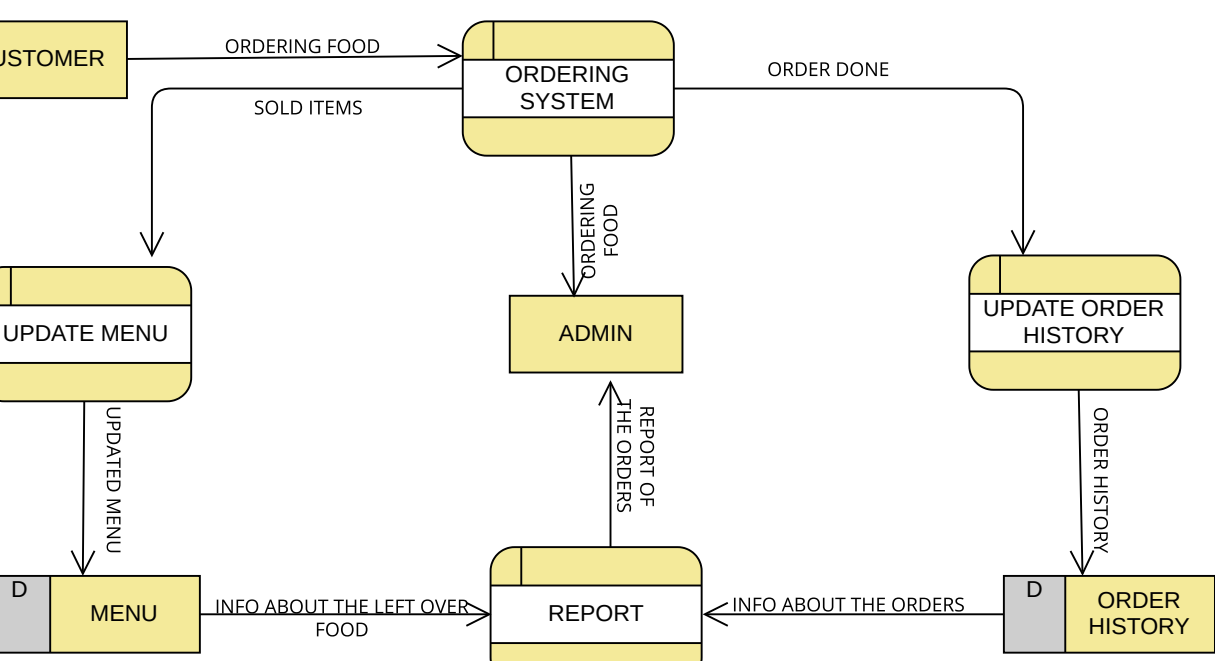 USTOMER
ORDERING FOOD
ORDERING
SYSTEM
ORDER DONE
SOLD ITEMS
ORDERING
FOOD
UPDATE MENU
ADMIN
UPDATE ORDER
HISTORY
UPDATED MENU
REPORT OF
THE ORDERS
ORDER HISTORY
D
MENU
INFO ABOUT THE LEFT OVER
FOOD
REPORT
INFO ABOUT THE ORDERS
D
ORDER
HISTORY